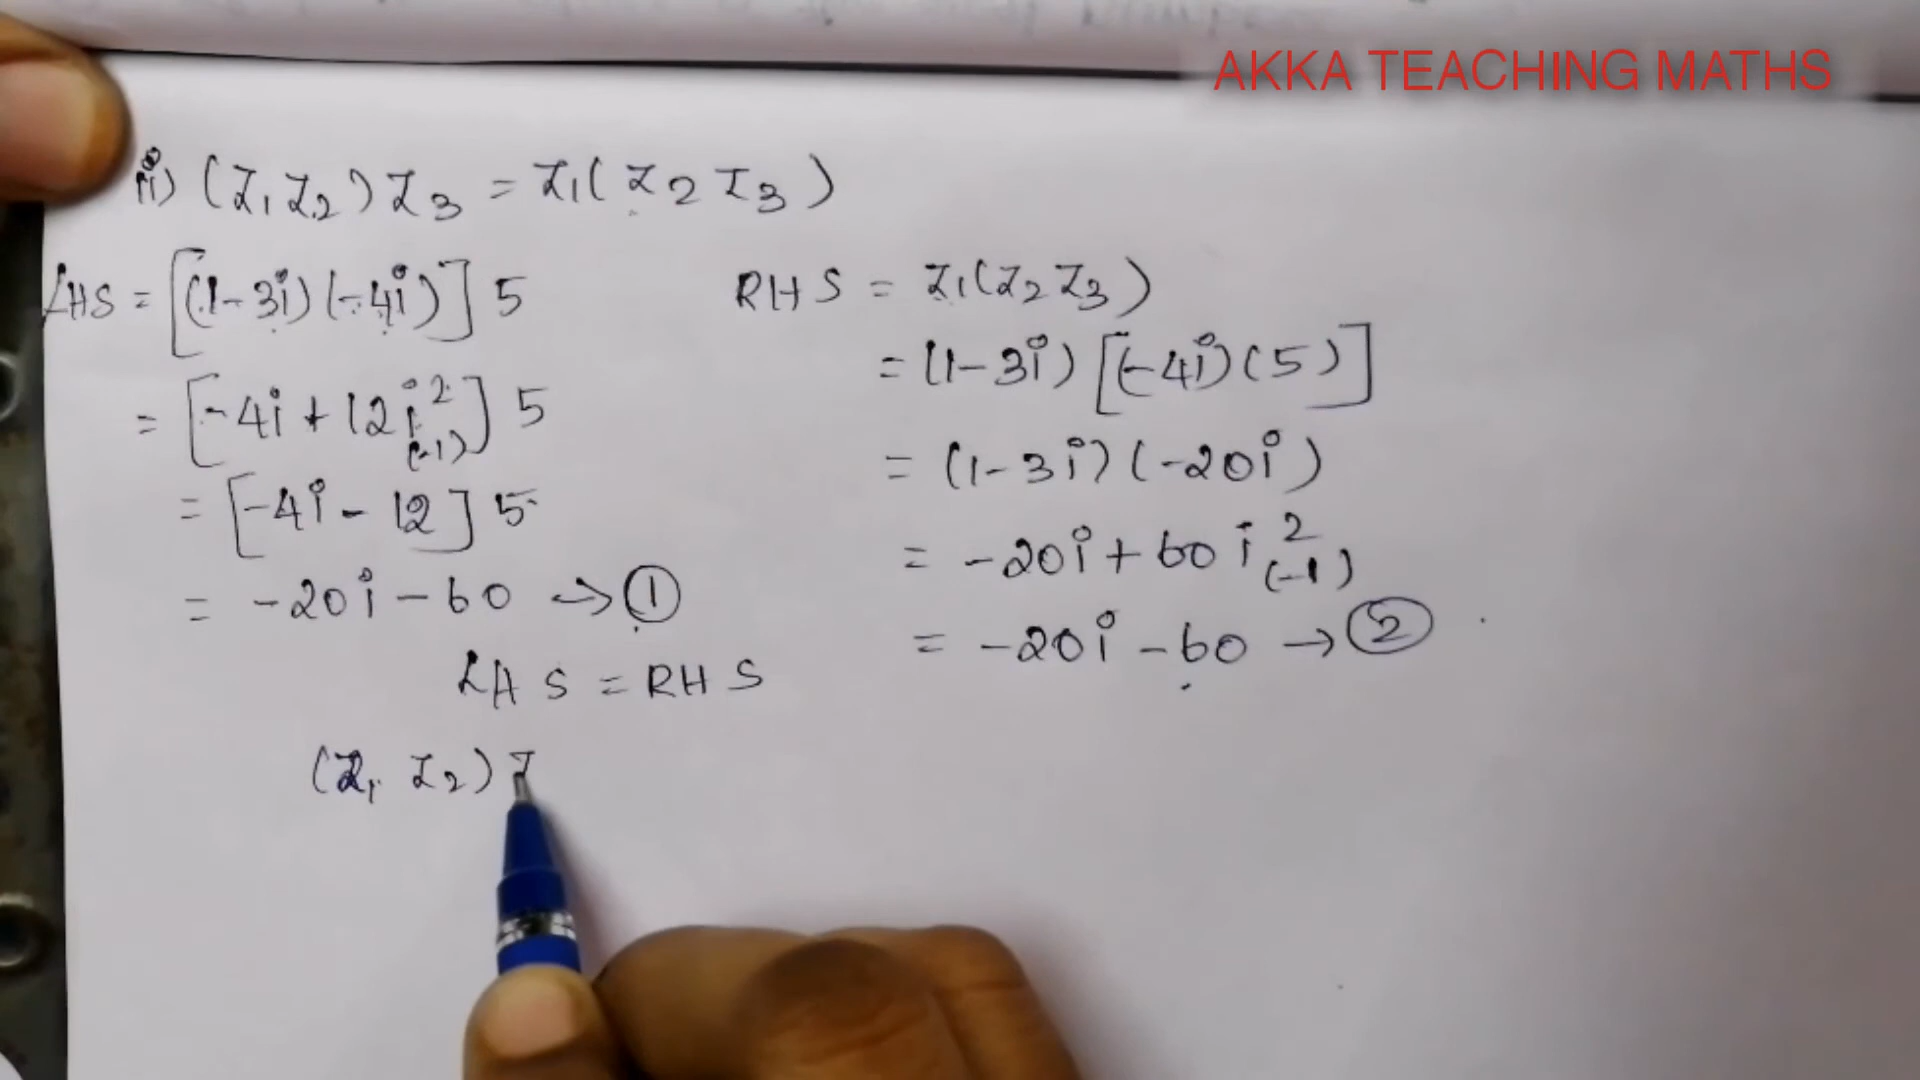 AKKA TEACHING MATHS
ii) (Z₁Z₂)Z₃ = Z₁(Z₂Z₃)
LHS = [(1-3i)(-4i)] 5
= [-4i + 12i²(-1)] 5
= [-4i - 12] 5
= -20i - 60 → ①
LHS = RHS
(Z₁ Z₂) Z
RHS = Z₁(Z₂Z₃)
= (1-3i) [(-4i)(5)]
= (1-3i)(-20i)
= -20i + 60i²(-1)
= -20i - 60 → ②